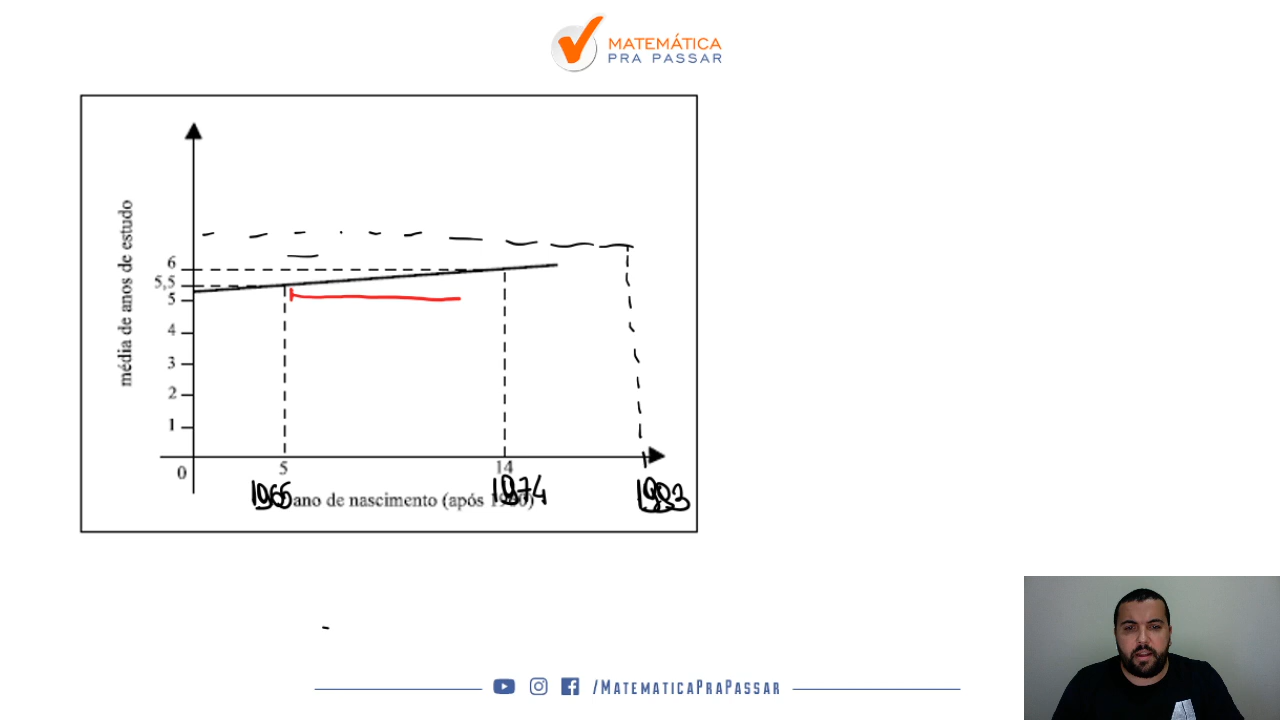 MATEMÁTICA
PRA PASSAR
média de anos de estudo
6
5,5
5
4
3
2
1
0
5
14
1965
1974
1983
ano de nascimento (após 1960)
/MATEMATICAPRAPASSAR